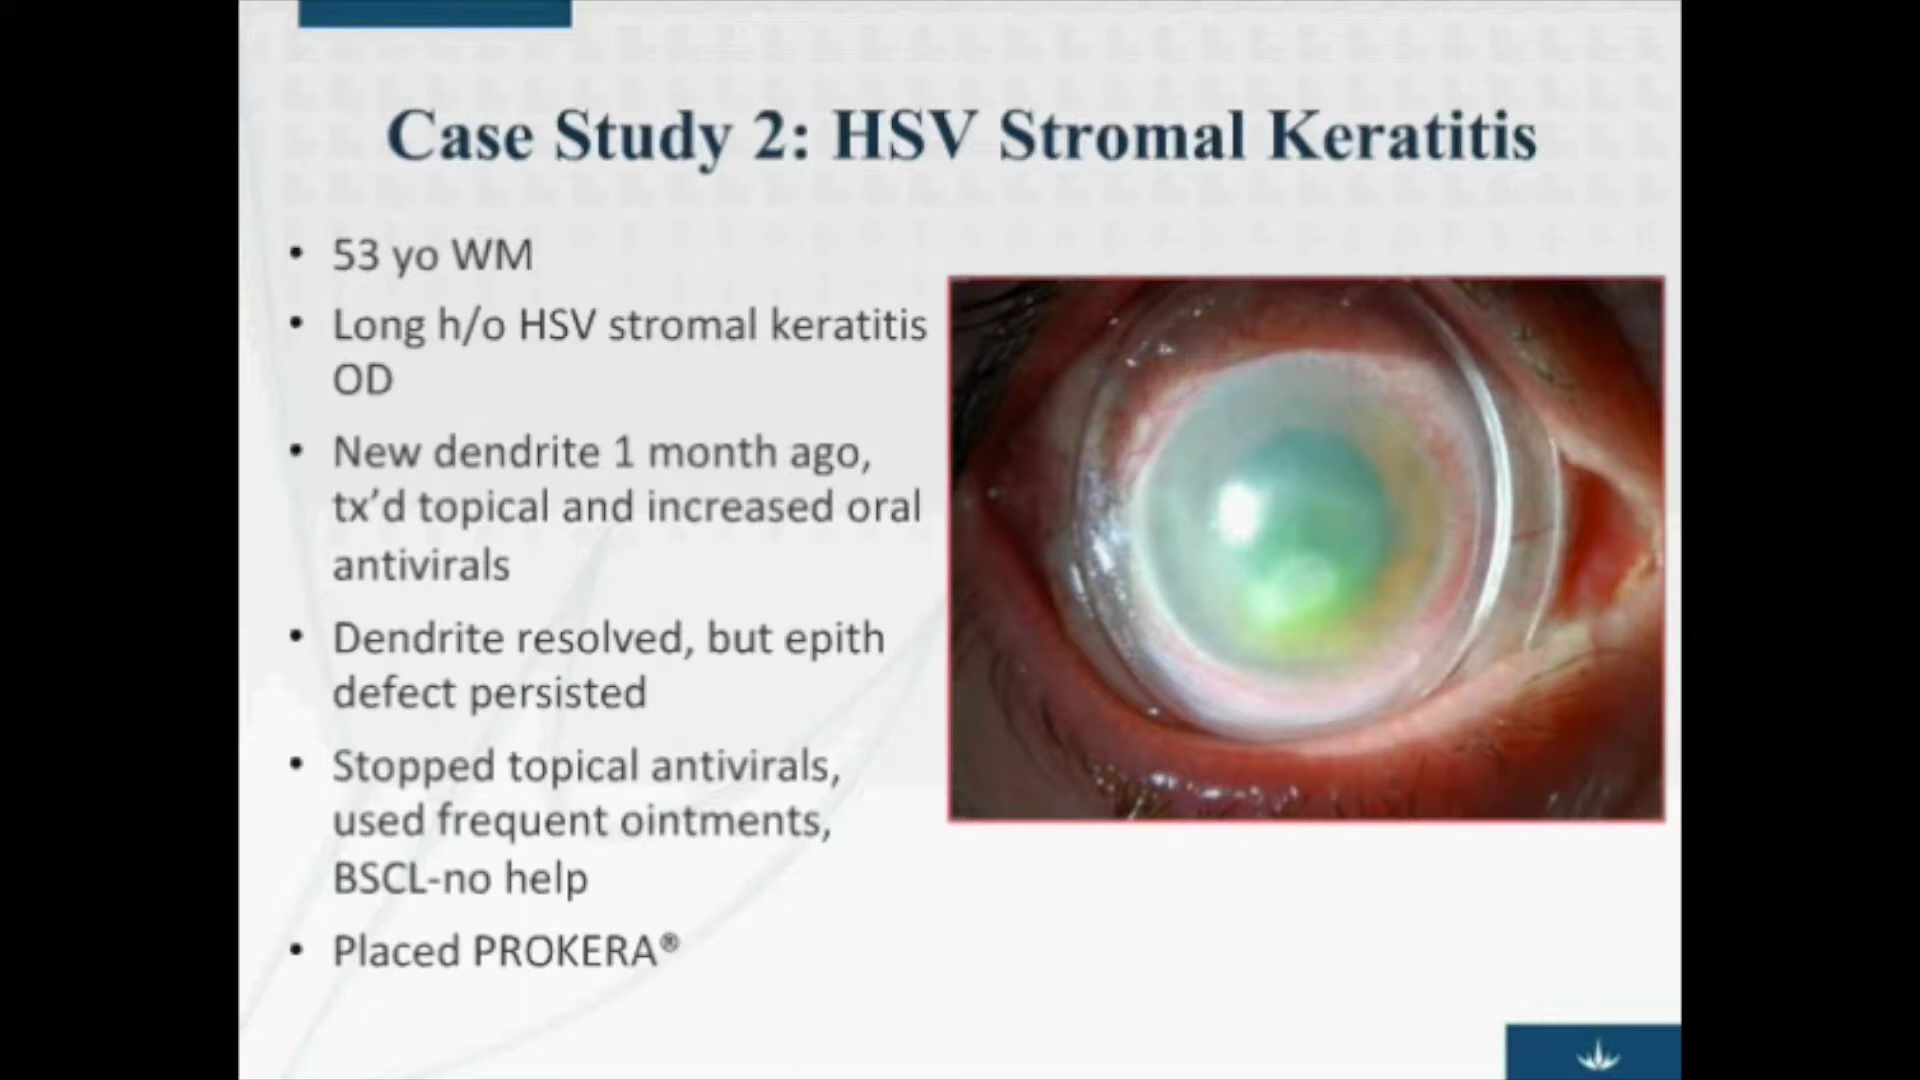 Case Study 2: HSV Stromal Keratitis
• 53 yo WM
• Long h/o HSV stromal keratitis
OD
• New dendrite 1 month ago,
tx’d topical and increased oral
antivirals
• Dendrite resolved, but epith
defect persisted
• Stopped topical antivirals,
used frequent ointments,
BSCL-no help
• Placed PROKERA®